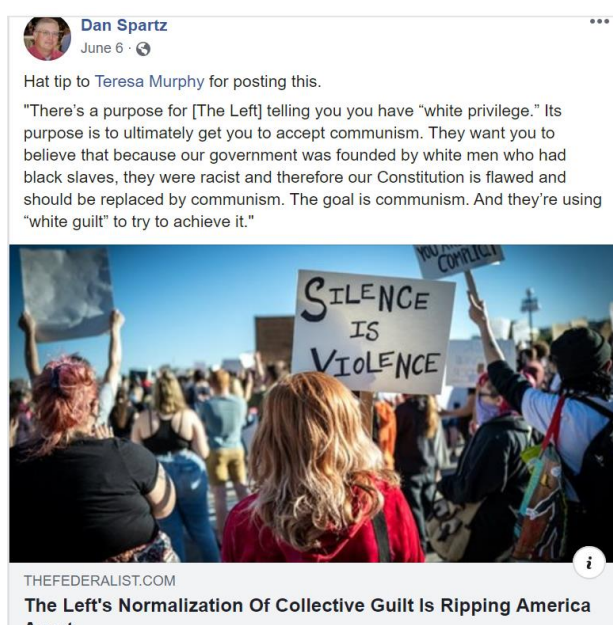 Dan Spartz
June 6 ·
Hat tip to Teresa Murphy for posting this.
"There's a purpose for [The Left] telling you you have “white privilege.” Its
purpose is to ultimately get you to accept communism. They want you to
believe that because our government was founded by white men who had
black slaves, they were racist and therefore our Constitution is flawed and
should be replaced by communism. The goal is communism. And they're using
“white guilt” to try to achieve it."
YOU
COMPLICIT
SILENCE
IS
VIOLENCE
THEFEDERALIST.COM
The Left's Normalization Of Collective Guilt Is Ripping America